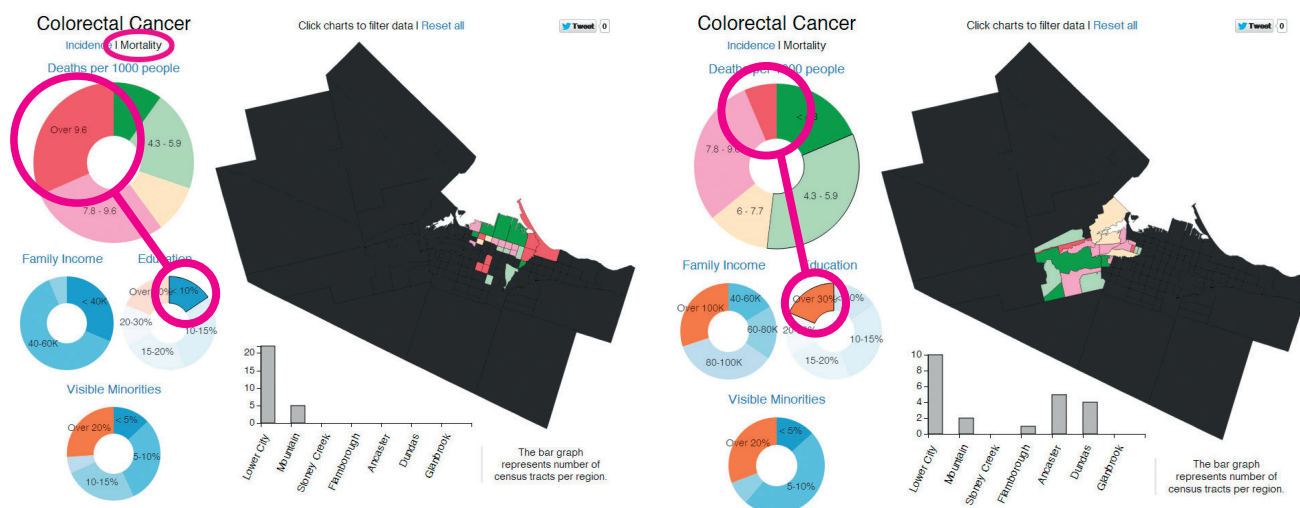 Colorectal Cancer
Incidence I Mortality
Deaths per 1000 people
Over 9.6
4.3 - 5.9
7.8 - 9.6
Family Income
< 40K
40-60K
Education
< 10%
10-15%
15-20%
20-30%
Visible Minorities
< 5%
5-10%
10-15%
Over 20%
Click charts to filter data I Reset all
Tweet 0
20
15
10
5
0
Lower City
Mountain
Stoney Creek
Flamborough
Ancaster
Dundas
Glanbrook
The bar graph
represents number of
census tracts per region.
Colorectal Cancer
Incidence I Mortality
Deaths per 1000 people
4.3 - 5.9
6 - 7.7
Family Income
Over 100K
40-60K
60-80K
80-100K
Education
Over 30%
10-15%
15-20%
Visible Minorities
< 5%
5-10%
Over 20%
Click charts to filter data I Reset all
Tweet 0
10
8
6
4
2
0
Lower City
Mountain
Stoney Creek
Flamborough
Ancaster
Dundas
Glanbrook
The bar graph
represents number of
census tracts per region.